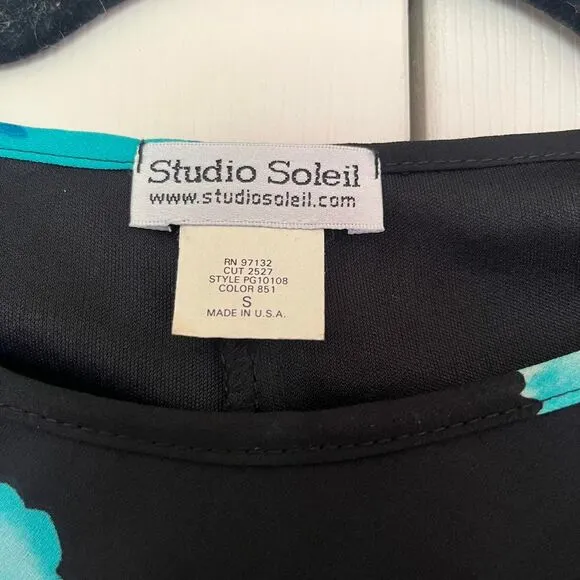 Studio Soleil
www.studiosoleil.com
RN 97132
CUT 2527
STYLE PG10108
COLOR 851
S
MADE IN U.S.A.